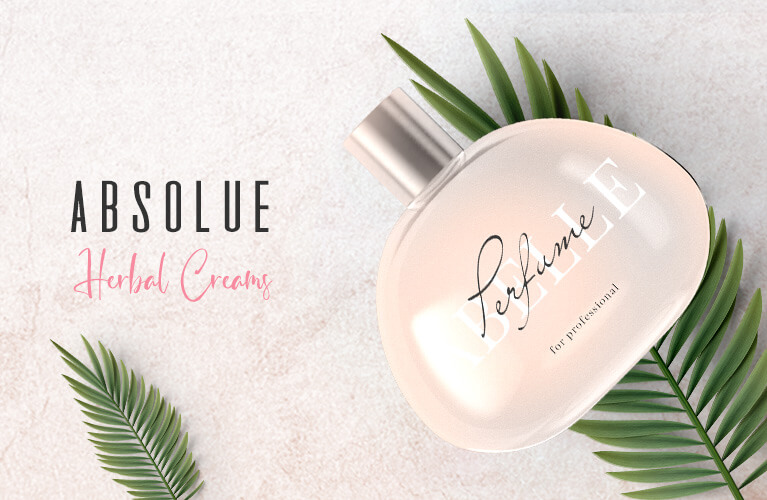 ABSOLUE
Herbal Creams
BELLE
Perfume
for professional